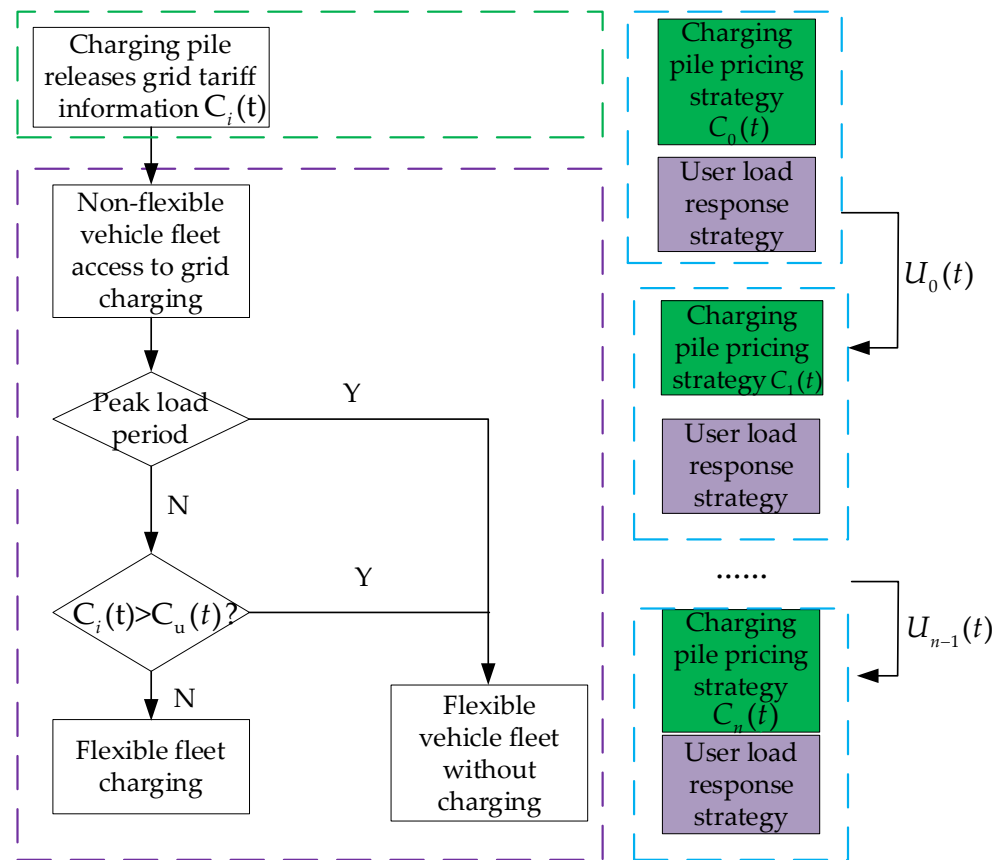 Charging pile
releases grid tariff
information C_i(t)
Non-flexible
vehicle fleet
access to grid
charging
Peak load
period
Y
N
C_i(t)>C_u(t)?
Y
N
Flexible fleet
charging
Flexible
vehicle fleet
without
charging
Charging
pile pricing
strategy
C_0(t)
User load
response
strategy
U_0(t)
Charging
pile pricing
strategy C_1(t)
User load
response
strategy
......
U_{n-1}(t)
Charging
pile pricing
strategy
C_n(t)
User load
response
strategy